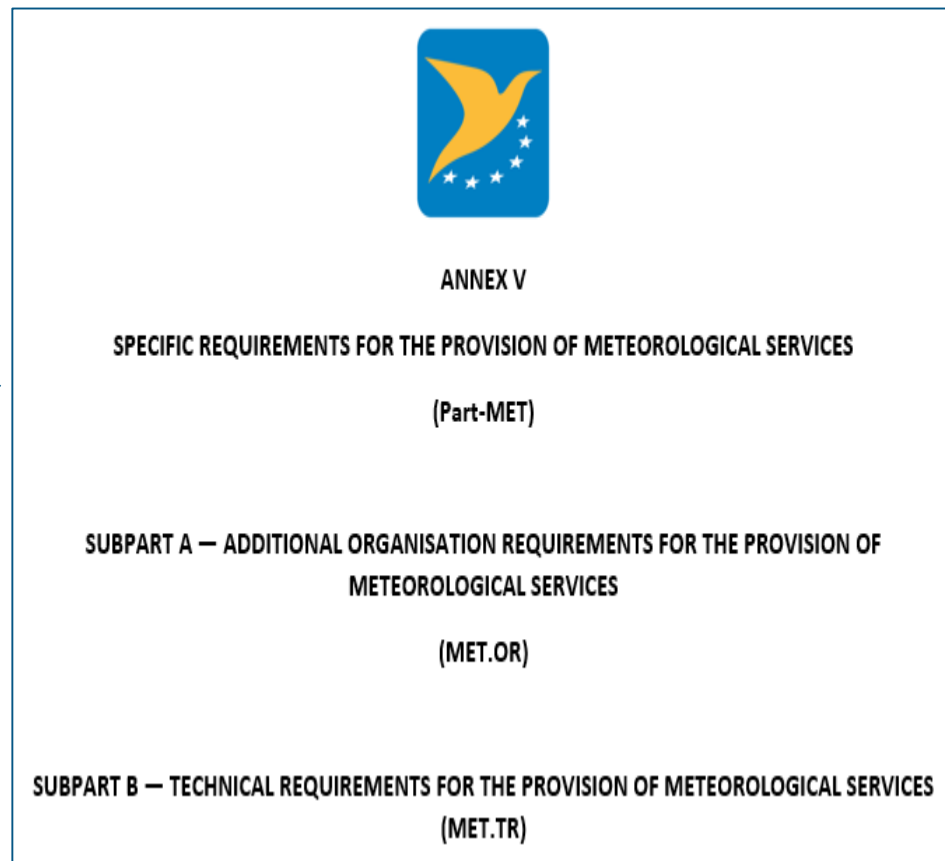 ANNEX V
SPECIFIC REQUIREMENTS FOR THE PROVISION OF METEOROLOGICAL SERVICES
(Part-MET)
SUBPART A — ADDITIONAL ORGANISATION REQUIREMENTS FOR THE PROVISION OF
METEOROLOGICAL SERVICES
(MET.OR)
SUBPART B — TECHNICAL REQUIREMENTS FOR THE PROVISION OF METEOROLOGICAL SERVICES
(MET.TR)